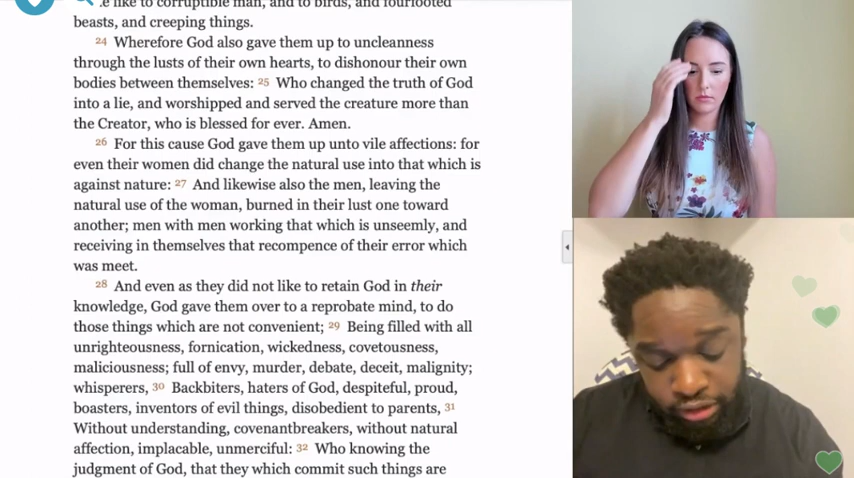 like to corruptible man, and to birds, and fourfooted
beasts, and creeping things.
24 Wherefore God also gave them up to uncleanness
through the lusts of their own hearts, to dishonour their own
bodies between themselves: 25 Who changed the truth of God
into a lie, and worshipped and served the creature more than
the Creator, who is blessed for ever. Amen.
26 For this cause God gave them up unto vile affections: for
even their women did change the natural use into that which is
against nature: 27 And likewise also the men, leaving the
natural use of the woman, burned in their lust one toward
another; men with men working that which is unseemly, and
receiving in themselves that recompence of their error which
was meet.
28 And even as they did not like to retain God in their
knowledge, God gave them over to a reprobate mind, to do
those things which are not convenient; 29 Being filled with all
unrighteousness, fornication, wickedness, covetousness,
maliciousness; full of envy, murder, debate, deceit, malignity;
whisperers, 30 Backbiters, haters of God, despiteful, proud,
boasters, inventors of evil things, disobedient to parents, 31
Without understanding, covenantbreakers, without natural
affection, implacable, unmerciful: 32 Who knowing the
judgment of God, that they which commit such things are